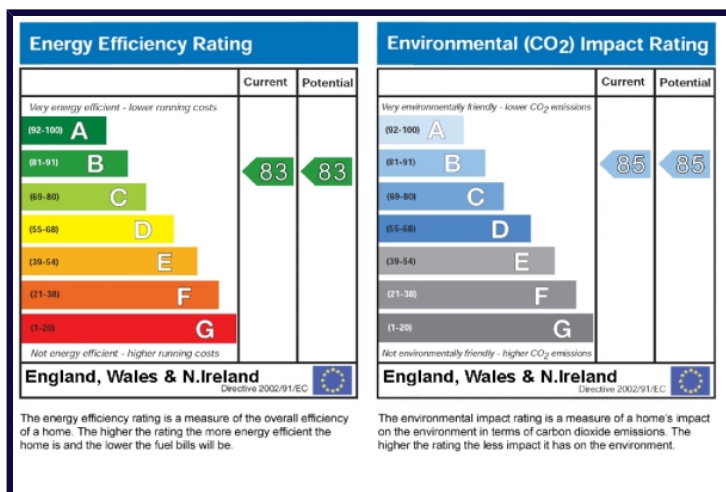 Energy Efficiency Rating
Current Potential
Very energy efficient - lower running costs
(92-100) A
(81-91) B
83 83
(69-80) C
(55-68) D
(39-54) E
(21-38) F
(1-20) G
Not energy efficient - higher running costs
England, Wales & N.Ireland
Directive 2002/91/EC
The energy efficiency rating is a measure of the overall efficiency
of a home. The higher the rating the more energy efficient the
home is and the lower the fuel bills will be.
Environmental (CO2) Impact Rating
Current Potential
Very environmentally friendly - lower CO2 emissions
(92-100) A
(81-91) B
85 85
(69-80) C
(55-68) D
(39-54) E
(21-38) F
(1-20) G
Not environmentally friendly - higher CO2 emissions
England, Wales & N.Ireland
Directive 2002/91/EC
The environmental impact rating is a measure of a home's impact
on the environment in terms of carbon dioxide emissions. The
higher the rating the less impact it has on the environment.